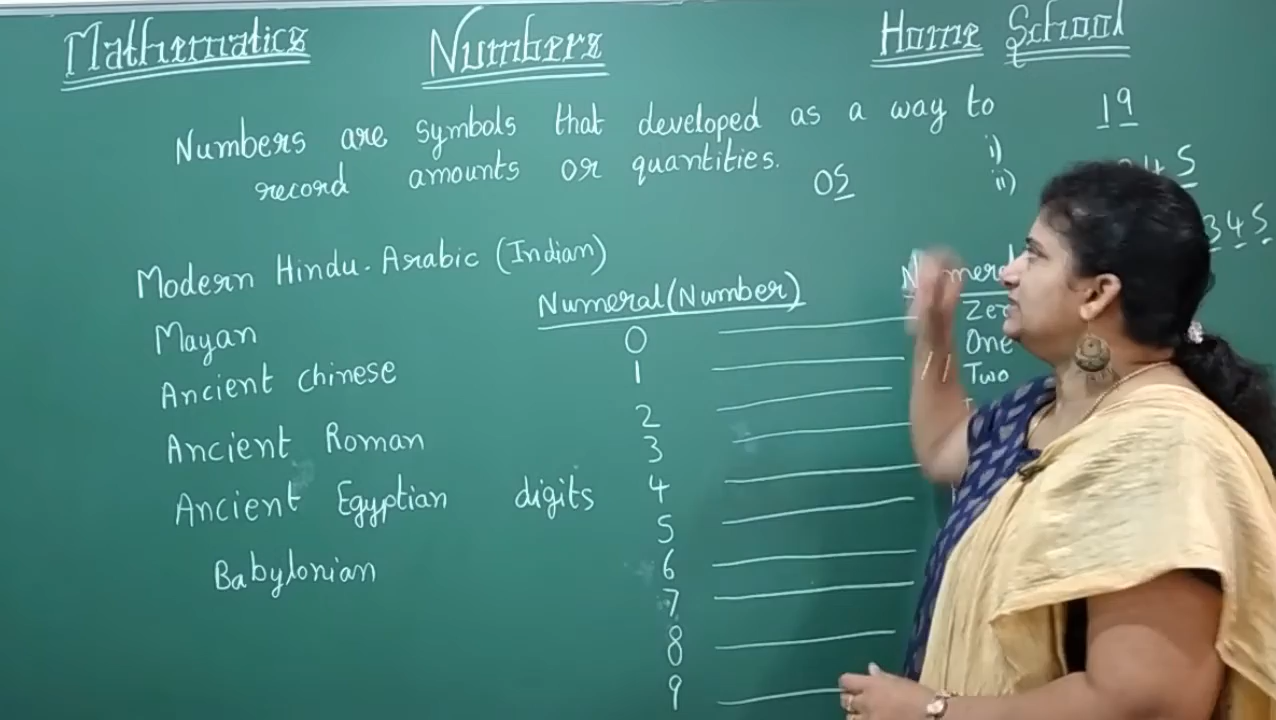 Mathematics Numbers Home School
Numbers are symbols that developed as a way to
record amounts or quantities.
19
i)
ii)
45
05
345
Modern Hindu-Arabic (Indian)
Mayan
Ancient Chinese
Ancient Roman
Ancient Egyptian
Babylonian
digits
Numeral (Number)
0
1
2
3
4
5
6
7
8
9
One
Two